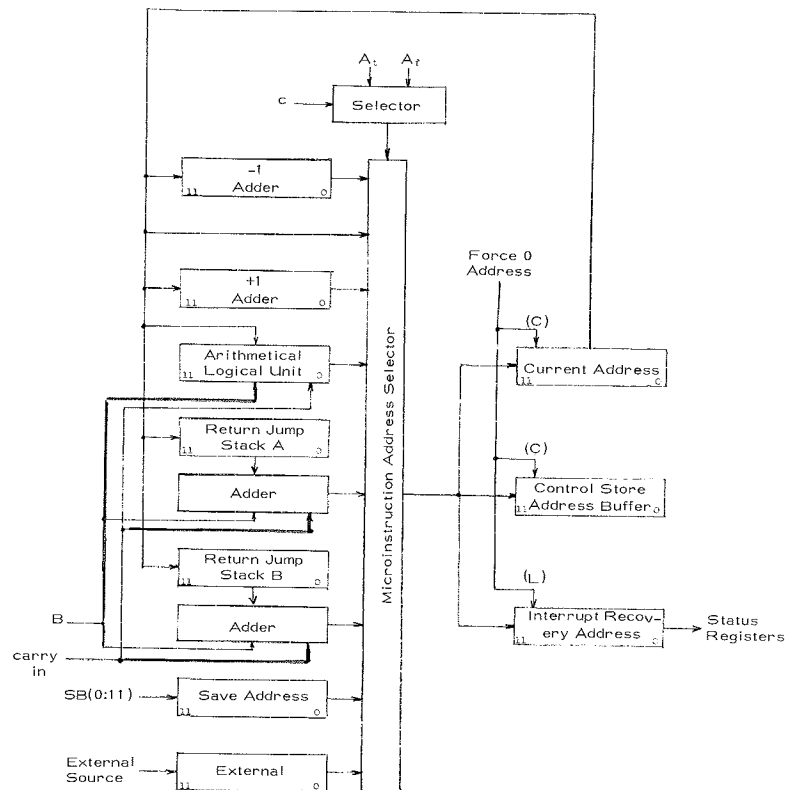 Aₜ A_f
c
Selector
-1
Adder
11 0
+1
Adder
11 0
Arithmetical
Logical Unit
11 0
Return Jump
Stack A
11 0
Adder
Return Jump
Stack B
11 0
Adder
B
carry
in
SB(0:11)
Save Address
11 0
External
Source
External
11 0
Microinstruction Address Selector
Force 0
Address
(C)
Current Address
11 0
(C)
Control Store
Address Buffer
11 0
(L)
Interrupt Recov-
ery Address
11 0
Status
Registers